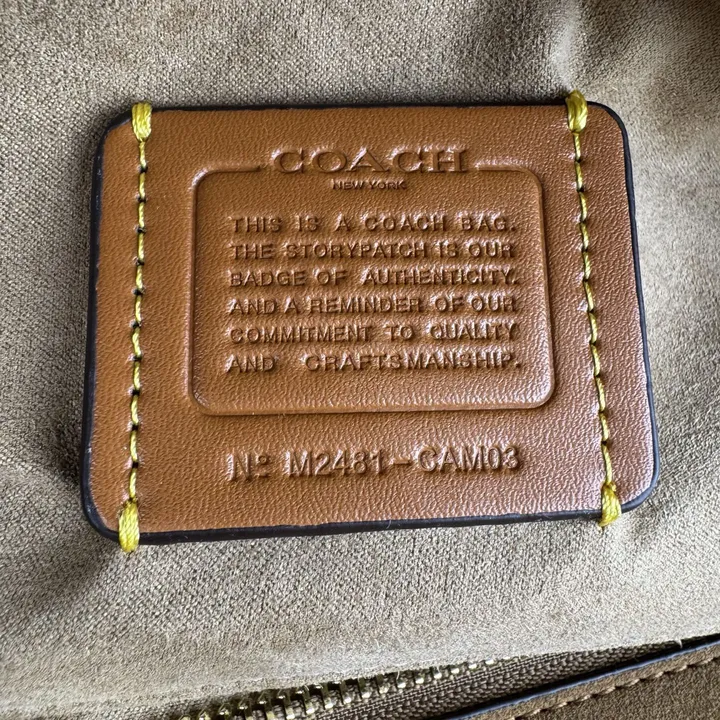 COACH
NEW YORK
THIS IS A COACH BAG.
THE STORYPATCH IS OUR
BADGE OF AUTHENTICITY.
AND A REMINDER OF OUR
COMMITMENT TO QUALITY
AND CRAFTSMANSHIP.
Nº M2481-CAM03